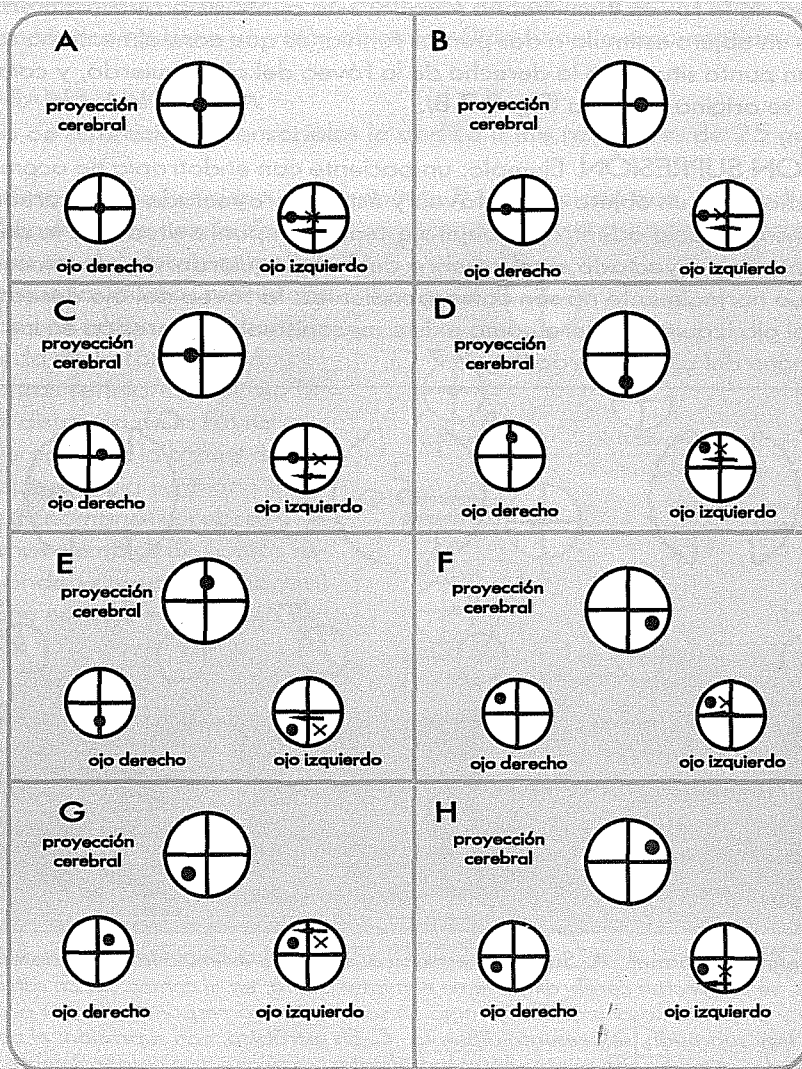 A
proyección
cerebral
ojo derecho
ojo izquierdo
B
proyección
cerebral
ojo derecho
ojo izquierdo
C
proyección
cerebral
ojo derecho
ojo izquierdo
D
proyección
cerebral
ojo derecho
ojo izquierdo
E
proyección
cerebral
ojo derecho
ojo izquierdo
F
proyección
cerebral
ojo derecho
ojo izquierdo
G
proyección
cerebral
ojo derecho
ojo izquierdo
H
proyección
cerebral
ojo derecho
ojo izquierdo